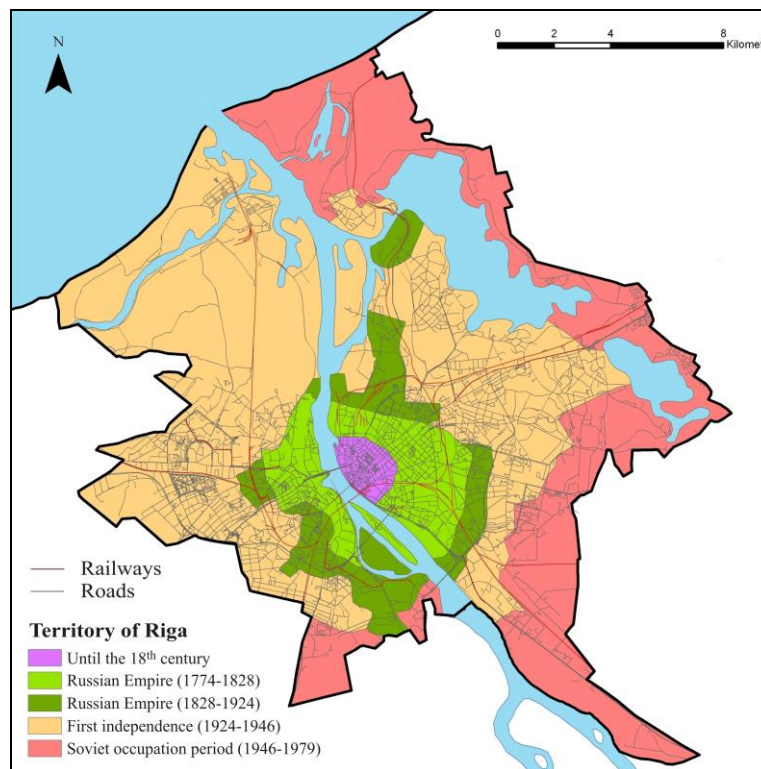 N
0 2 4 8
Kilomet
Railways
Roads
Territory of Riga
Until the 18th century
Russian Empire (1774-1828)
Russian Empire (1828-1924)
First independence (1924-1946)
Soviet occupation period (1946-1979)